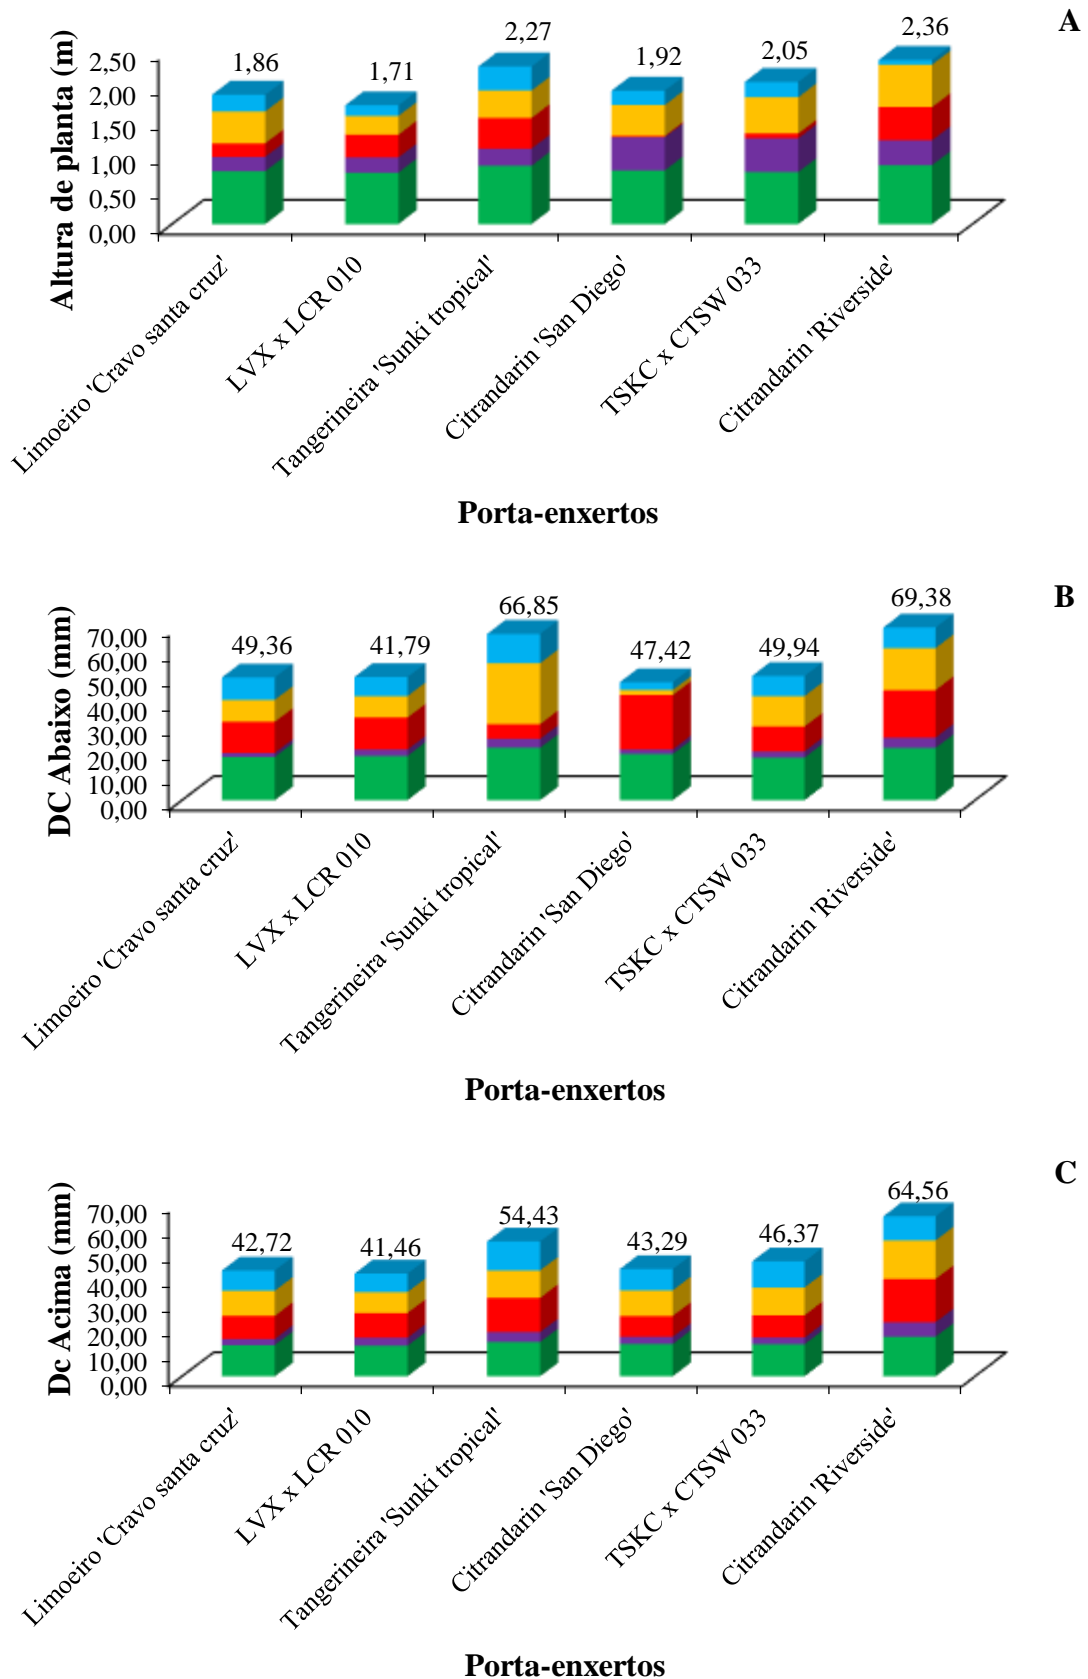 A
Altura de planta (m)
2,50
2,00
1,50
1,00
0,50
0,00
1,86
1,71
2,27
1,92
2,05
2,36
Limoeiro 'Cravo santa cruz'
LVX x LCR 010
Tangerineira 'Sunki tropical'
Citrandarin 'San Diego'
TSKC x CTSW 033
Citrandarin 'Riverside'
Porta-enxertos
B
DC Abaixo (mm)
70,00
60,00
50,00
40,00
30,00
20,00
10,00
0,00
49,36
41,79
66,85
47,42
49,94
69,38
Limoeiro 'Cravo santa cruz'
LVX x LCR 010
Tangerineira 'Sunki tropical'
Citrandarin 'San Diego'
TSKC x CTSW 033
Citrandarin 'Riverside'
Porta-enxertos
C
Dc Acima (mm)
70,00
60,00
50,00
40,00
30,00
20,00
10,00
0,00
42,72
41,46
54,43
43,29
46,37
64,56
Limoeiro 'Cravo santa cruz'
LVX x LCR 010
Tangerineira 'Sunki tropical'
Citrandarin 'San Diego'
TSKC x CTSW 033
Citrandarin 'Riverside'
Porta-enxertos